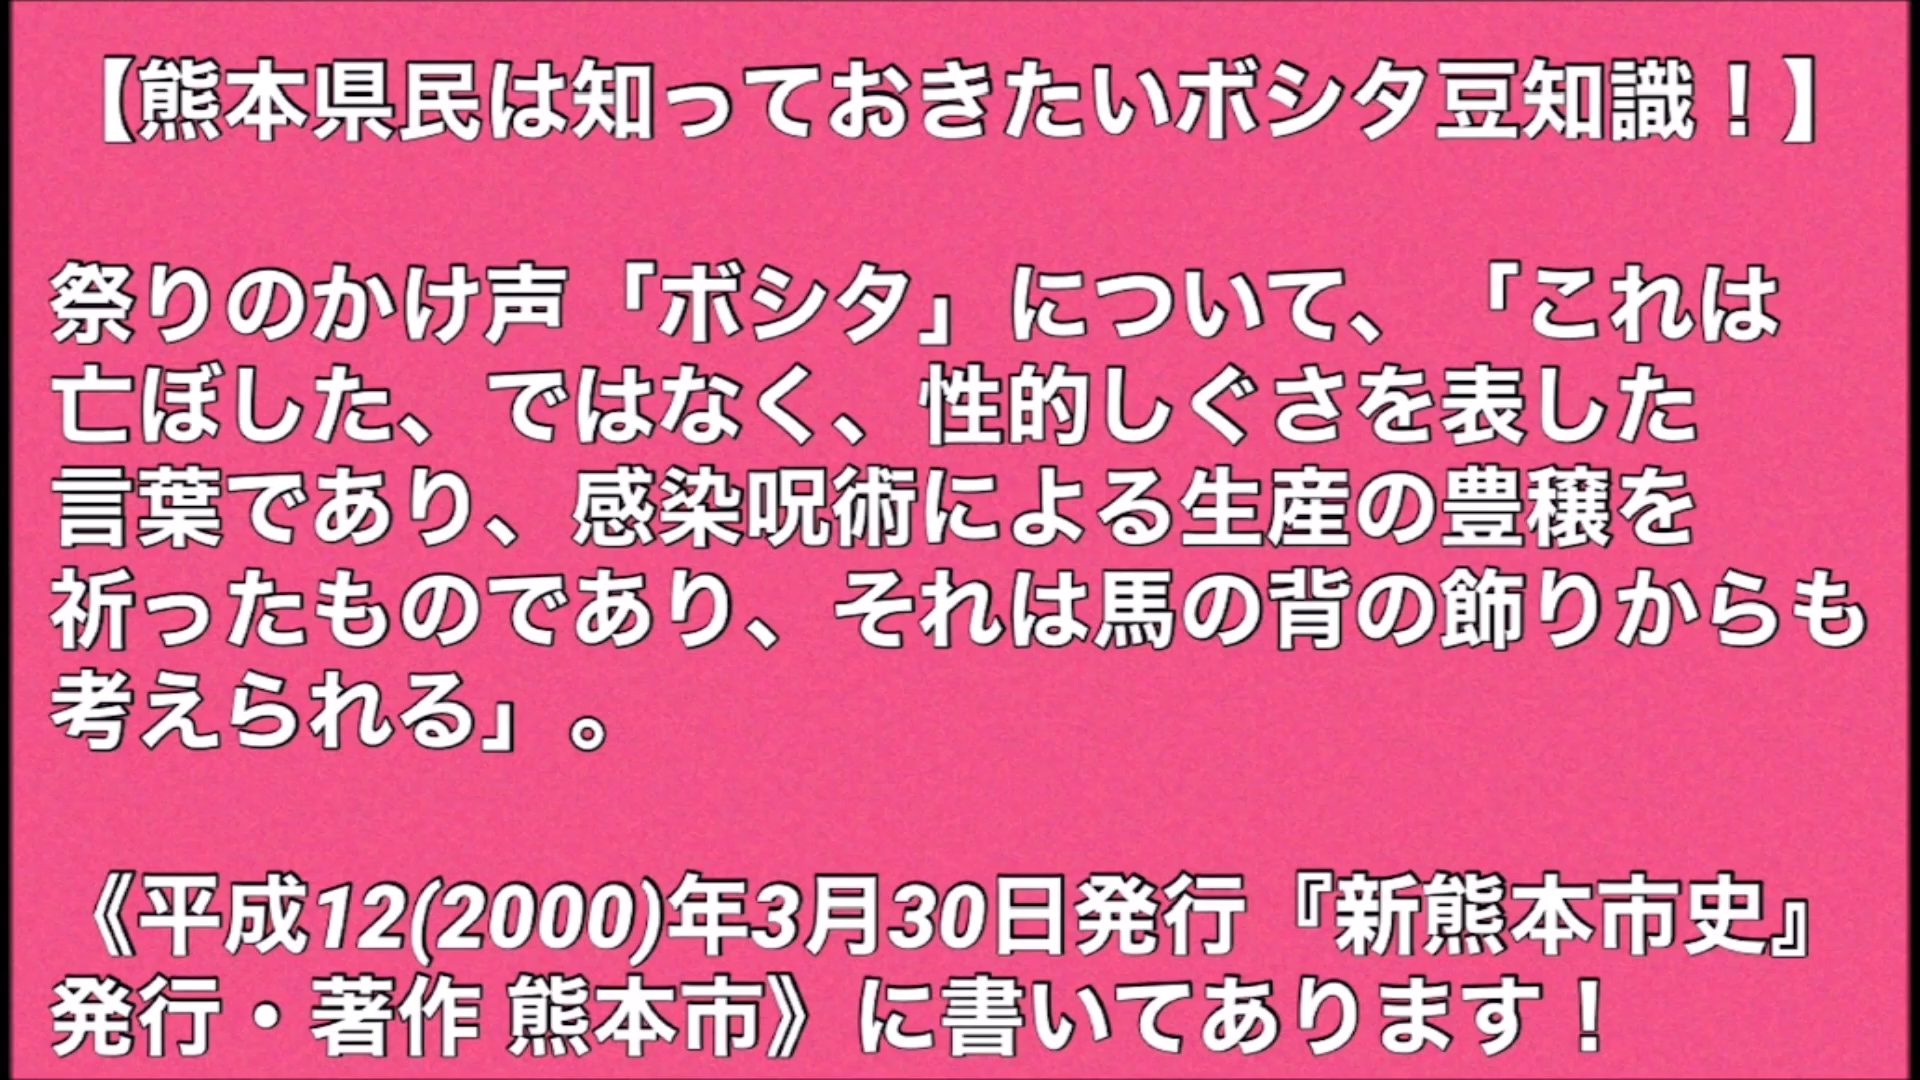 【熊本県民は知っておきたいボシタ豆知識！】
祭りのかけ声「ボシタ」について、「これは
亡ぼした、ではなく、性的しぐさを表した
言葉であり、感染呪術による生産の豊穣を
祈ったものであり、それは馬の背の飾りからも
考えられる」。
《平成12(2000)年3月30日発行『新熊本市史』
発行・著作 熊本市》に書いてあります！